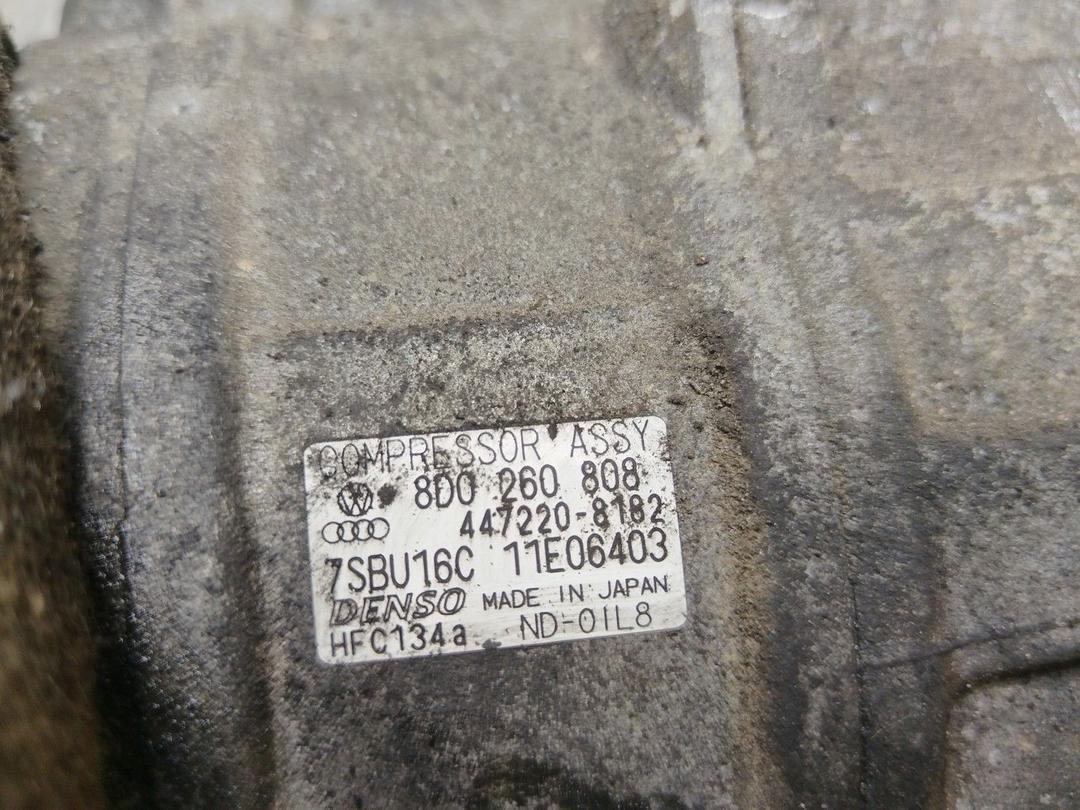 COMPRESSOR ASSY
8D0 260 808
447220-8182
7SBU16C 11E06403
DENSO MADE IN JAPAN
HFC134a ND-OIL8